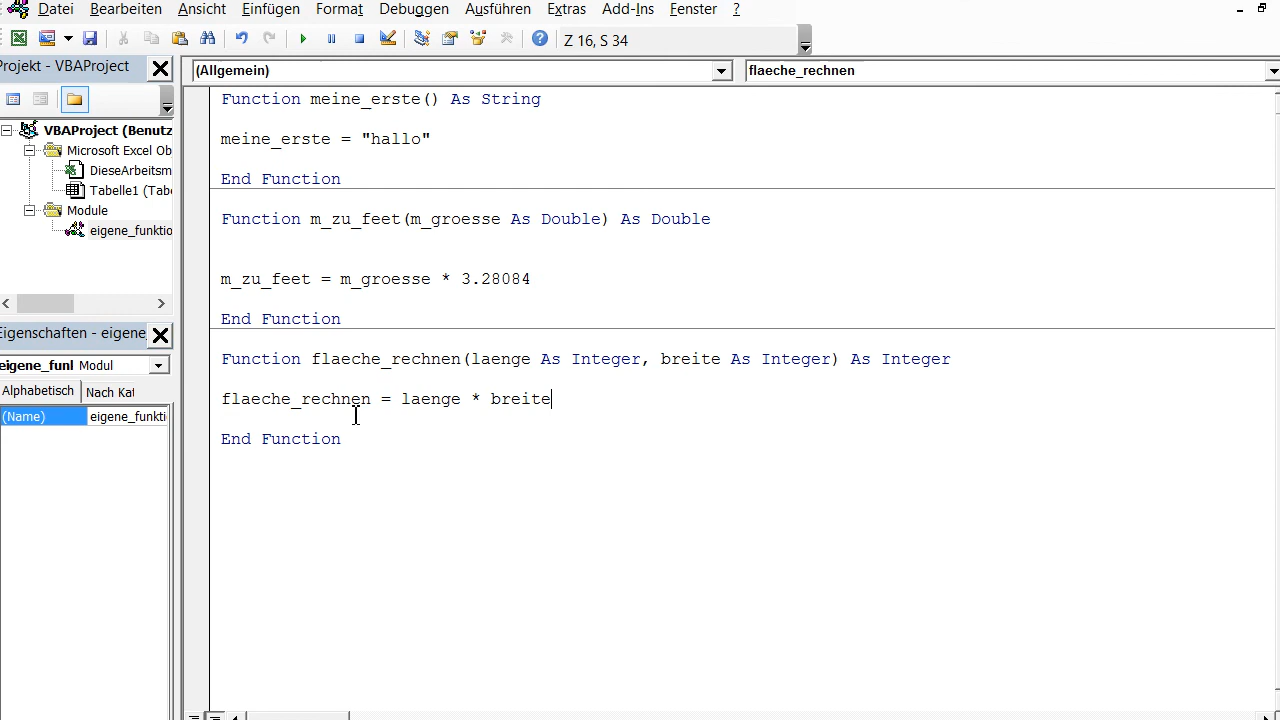 Datei Bearbeiten Ansicht Einfügen Format Debuggen Ausführen Extras Add-Ins Fenster ?
Z 16, S 34
Projekt - VBAProject
(Allgemein)
flaeche_rechnen
VBAProject (Benutz
Microsoft Excel Ob
DieseArbeitsm
Tabelle1 (Tabe
Module
eigene_funktio
Eigenschaften - eigene
eigene_funl Modul
Alphabetisch Nach Kat
(Name) eigene_funkti
Function meine_erste() As String
meine_erste = "hallo"
End Function
Function m_zu_feet(m_groesse As Double) As Double
m_zu_feet = m_groesse * 3.28084
End Function
Function flaeche_rechnen(laenge As Integer, breite As Integer) As Integer
flaeche_rechnen = laenge * breite
End Function